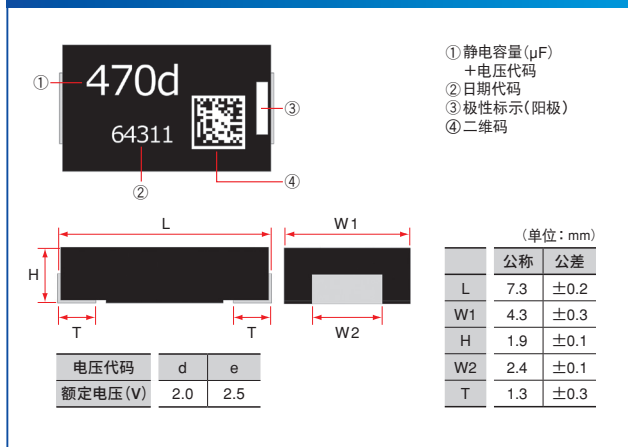 ① 470d
64311
②
③
④
①静电容量(μF)
＋电压代码
②日期代码
③极性标示(阳极)
④二维码
L
W1
H
T
T
W2
电压代码 d e
额定电压(V) 2.0 2.5
(单位：mm)
公称 公差
L 7.3 ±0.2
W1 4.3 ±0.3
H 1.9 ±0.1
W2 2.4 ±0.1
T 1.3 ±0.3